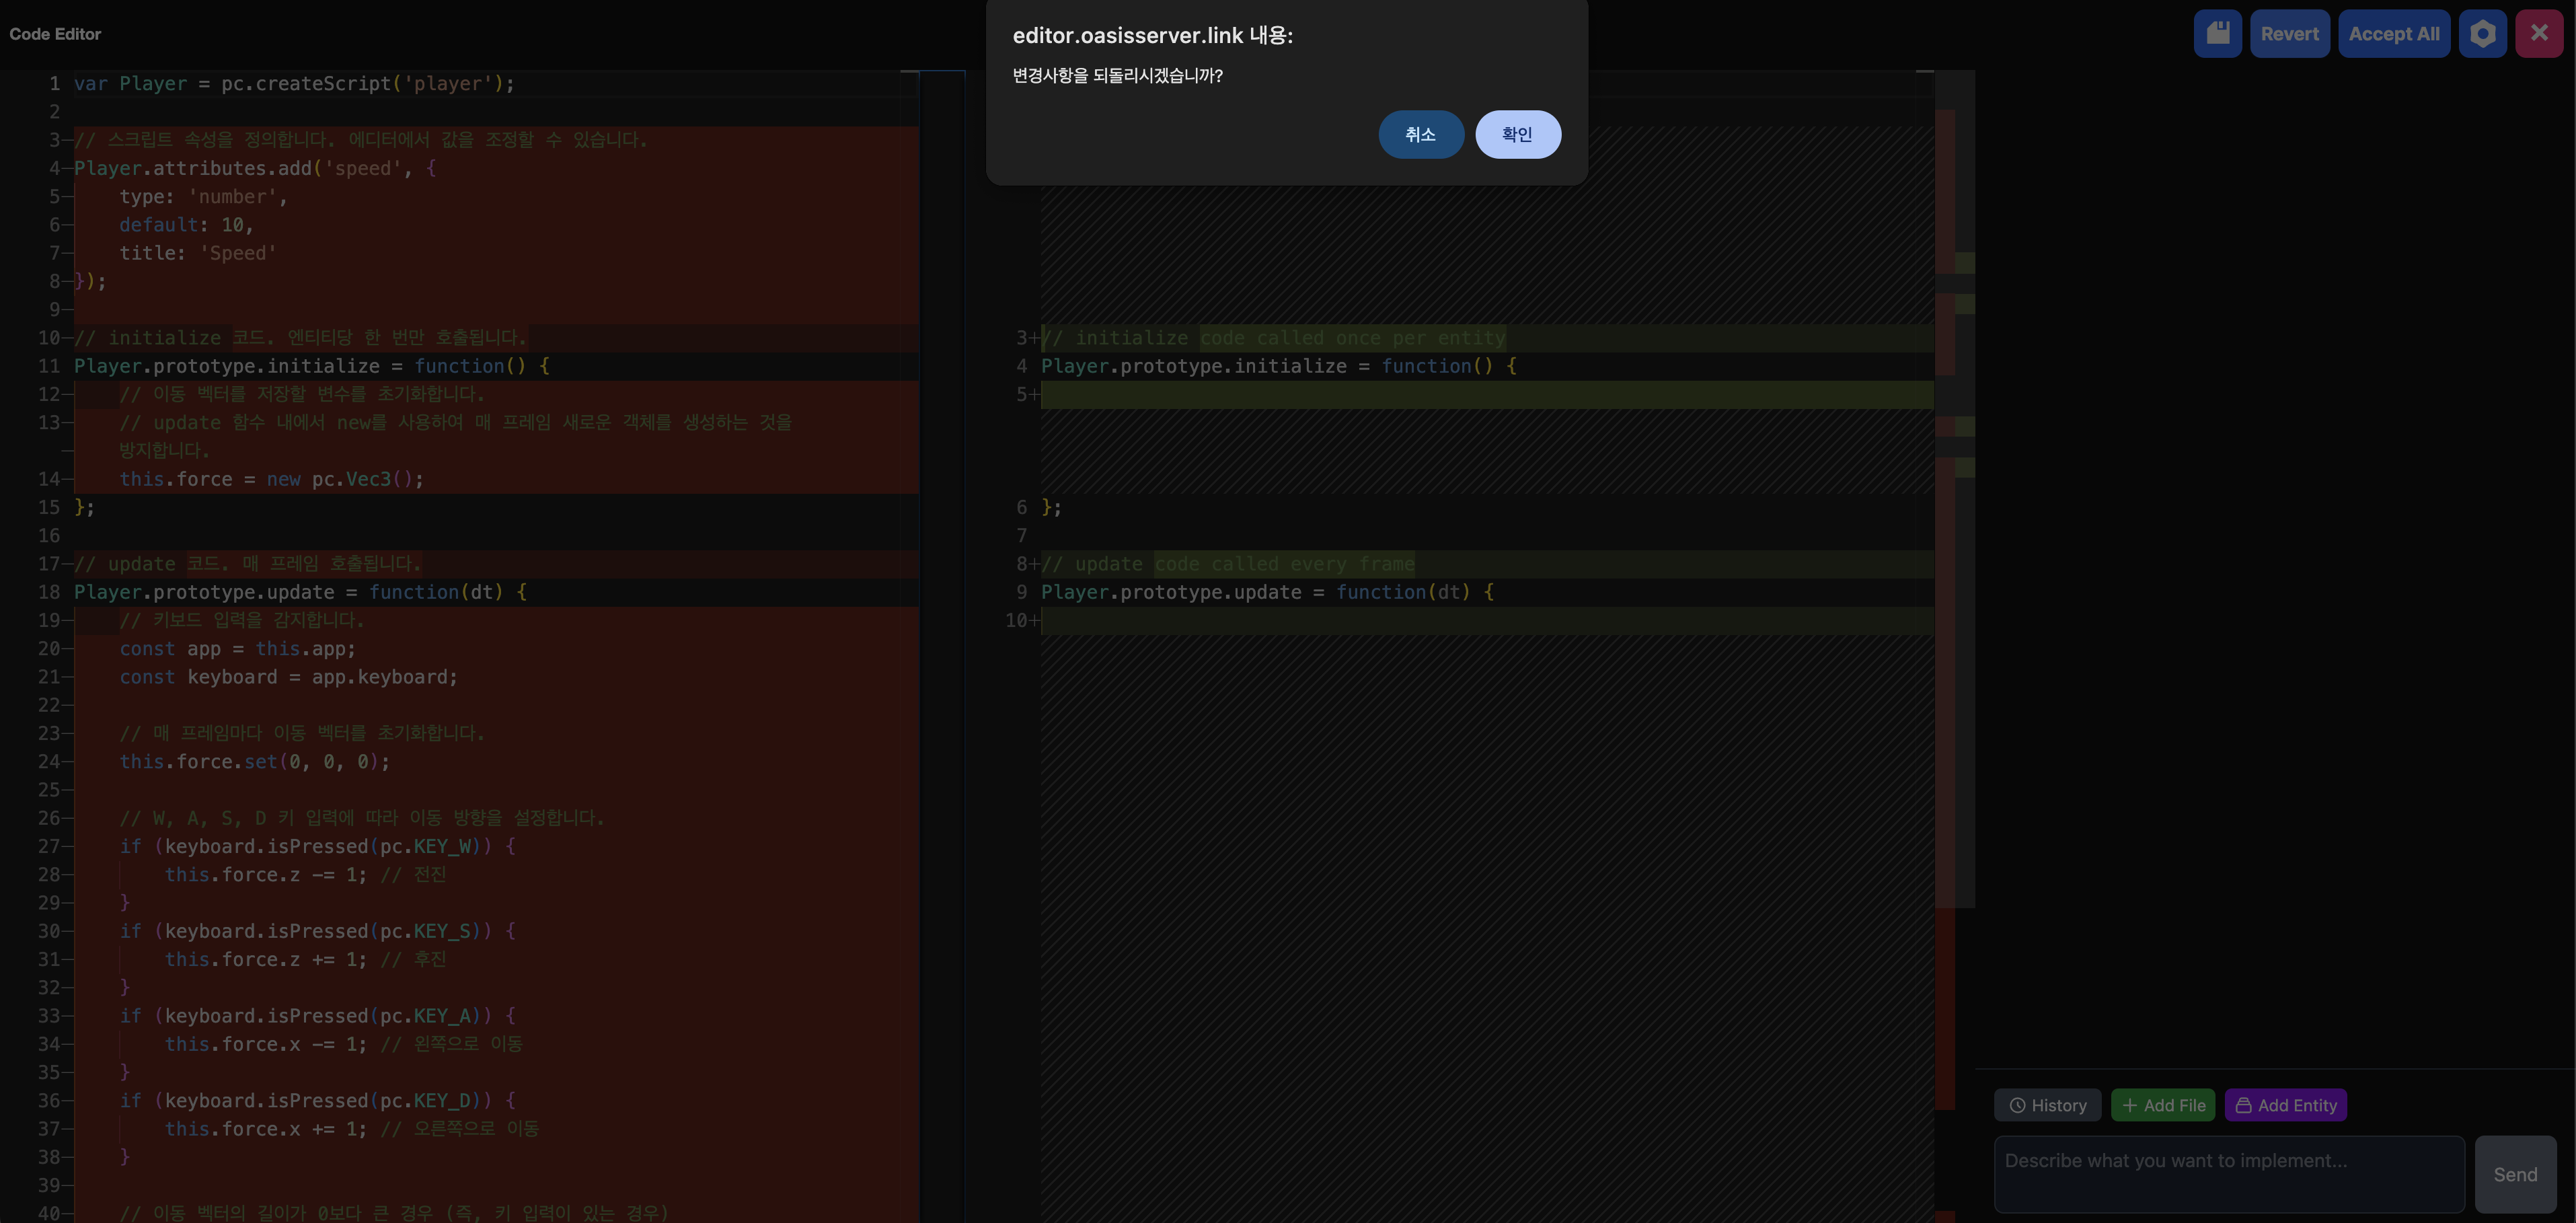 Code Editor
editor.oasisserver.link 내용:
변경사항을 되돌리시겠습니까?
취소 확인
Revert Accept All
1 var Player = pc.createScript('player');
2
3 // 스크립트 속성을 정의합니다. 에디터에서 값을 조정할 수 있습니다.
4 Player.attributes.add('speed', {
5 type: 'number',
6 default: 10,
7 title: 'Speed'
8 });
9
10 // initialize 코드. 엔티티당 한 번만 호출됩니다.
11 Player.prototype.initialize = function() {
12 // 이동 벡터를 저장할 변수를 초기화합니다.
13 // update 함수 내에서 new를 사용하여 매 프레임 새로운 객체를 생성하는 것을
방지합니다.
14 this.force = new pc.Vec3();
15 };
16
17 // update 코드. 매 프레임 호출됩니다.
18 Player.prototype.update = function(dt) {
19 // 키보드 입력을 감지합니다.
20 const app = this.app;
21 const keyboard = app.keyboard;
22
23 // 매 프레임마다 이동 벡터를 초기화합니다.
24 this.force.set(0, 0, 0);
25
26 // W, A, S, D 키 입력에 따라 이동 방향을 설정합니다.
27 if (keyboard.isPressed(pc.KEY_W)) {
28 this.force.z -= 1; // 전진
29 }
30 if (keyboard.isPressed(pc.KEY_S)) {
31 this.force.z += 1; // 후진
32 }
33 if (keyboard.isPressed(pc.KEY_A)) {
34 this.force.x -= 1; // 왼쪽으로 이동
35 }
36 if (keyboard.isPressed(pc.KEY_D)) {
37 this.force.x += 1; // 오른쪽으로 이동
38 }
39
40 // 이동 벡터의 길이가 0보다 큰 경우 (즉, 키 입력이 있는 경우)
3+ // initialize code called once per entity
4 Player.prototype.initialize = function() {
5+
6 };
7
8+ // update code called every frame
9 Player.prototype.update = function(dt) {
10+
History + Add File Add Entity
Describe what you want to implement...
Send